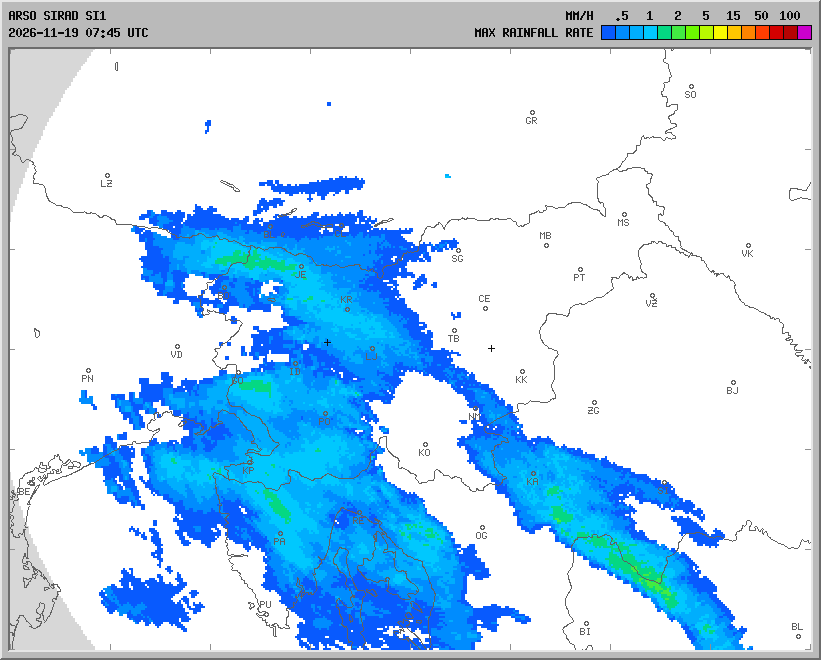 ARSO SIRAD SI1
MM/H .5 1 2 5 15 50 100
2026-11-19 07:45 UTC
MAX RAINFALL RATE
SO
GR
LZ
MS
MB
VK
SG
PT
JE
CE
VŽ
KR
TB
VD
LJ
PN
KK
BJ
GO
ZG
NM
KO
KP
KA
BE
OG
PA
PU
BI
BL